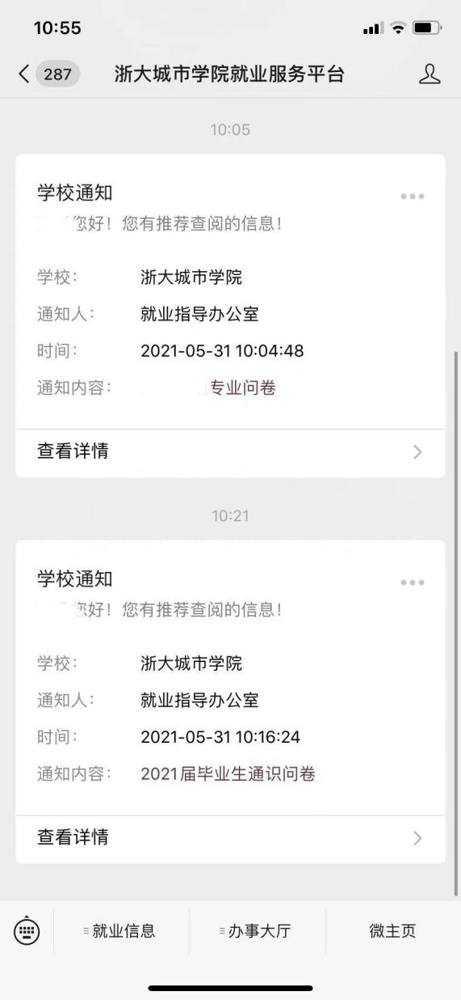 10:55
287
浙大城市学院就业服务平台
10:05
学校通知
您好！您有推荐查阅的信息！
学校：
浙大城市学院
通知人：
就业指导办公室
时间：
2021-05-31 10:04:48
通知内容：
专业问卷
查看详情
10:21
学校通知
您好！您有推荐查阅的信息！
学校：
浙大城市学院
通知人：
就业指导办公室
时间：
2021-05-31 10:16:24
通知内容：
2021届毕业生通识问卷
查看详情
就业信息
办事大厅
微主页